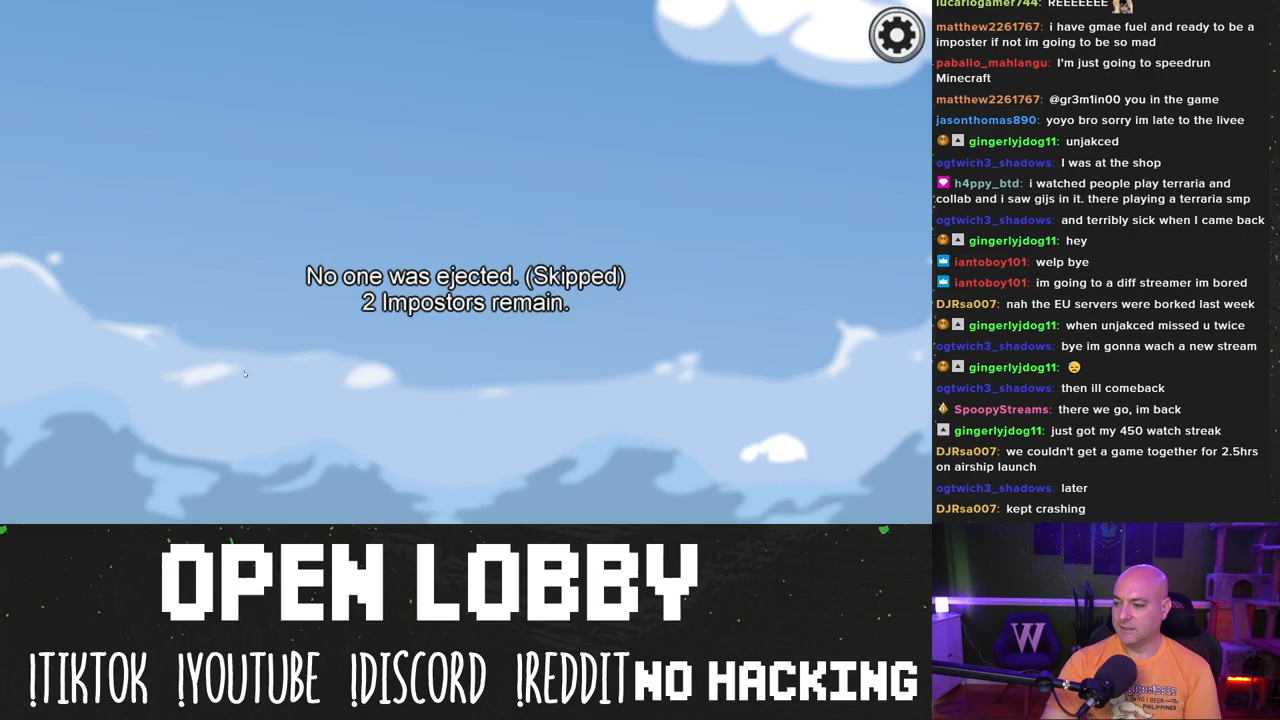 No one was ejected. (Skipped)
2 Impostors remain.
OPEN LOBBY
!TIKTOK !YOUTUBE !DISCORD !REDDIT NO HACKING
lucariogamer744: REEEEEEE
matthew2261767: i have gmae fuel and ready to be a
imposter if not im going to be so mad
paballo_mahlangu: I'm just going to speedrun
Minecraft
matthew2261767: @gr3m1in00 you in the game
jasonthomas890: yoyo bro sorry im late to the livee
gingerlyjdog11: unjakced
ogtwich3_shadows: I was at the shop
h4ppy_btd: i watched people play terraria and
collab and i saw gijs in it. there playing a terraria smp
ogtwich3_shadows: and terribly sick when I came back
gingerlyjdog11: hey
iantoboy101: welp bye
iantoboy101: im going to a diff streamer im bored
DJRsa007: nah the EU servers were borked last week
gingerlyjdog11: when unjakced missed u twice
ogtwich3_shadows: bye im gonna wach a new stream
gingerlyjdog11: 😥
ogtwich3_shadows: then ill comeback
SpoopyStreams: there we go, im back
gingerlyjdog11: just got my 450 watch streak
DJRsa007: we couldn't get a game together for 2.5hrs
on airship launch
ogtwich3_shadows: later
DJRsa007: kept crashing
W